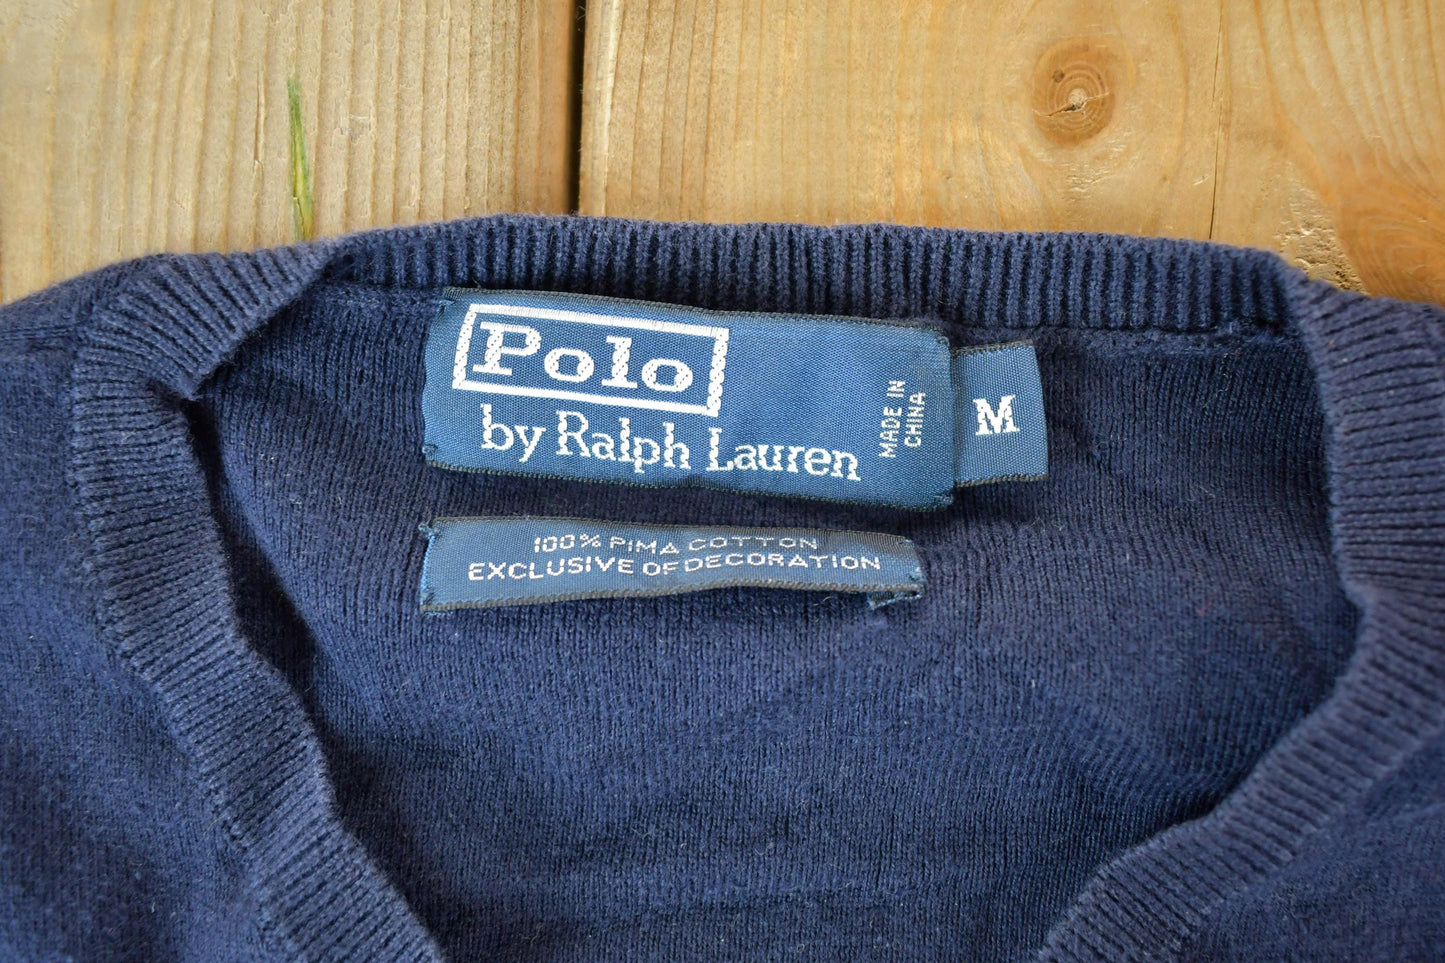 Polo
by Ralph Lauren
MADE IN
CHINA
M
100% PIMA COTTON
EXCLUSIVE OF DECORATION